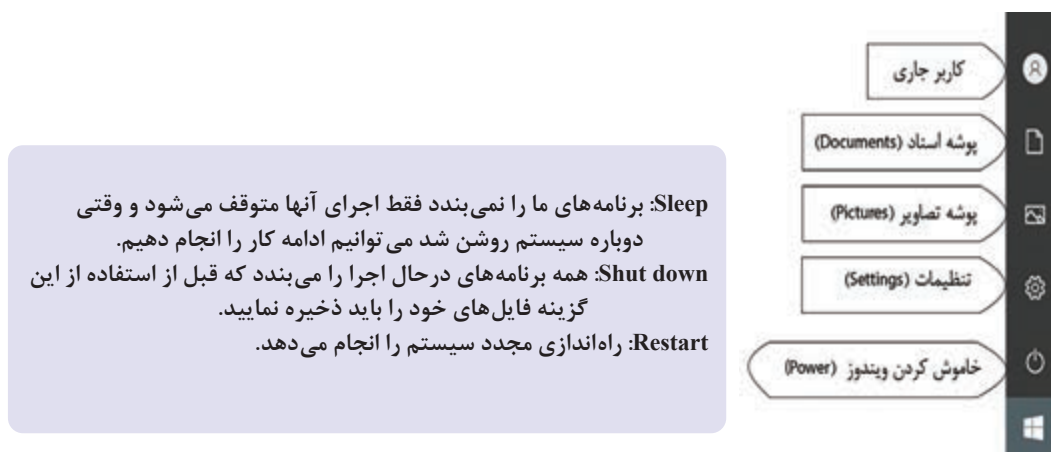 کاربر جاری
پوشه اسناد (Documents)
پوشه تصاویر (Pictures)
تنظیمات (Settings)
خاموش کردن ویندوز (Power)
Sleep: برنامه‌های ما را نمی‌بندد فقط اجرای آنها متوقف می‌شود و وقتی
دوباره سیستم روشن شد می‌توانیم ادامه کار را انجام دهیم.
Shut down: همه برنامه‌های درحال اجرا را می‌بندد که قبل از استفاده از این
گزینه فایل‌های خود را باید ذخیره نمایید.
Restart: راه‌اندازی مجدد سیستم را انجام می‌دهد.